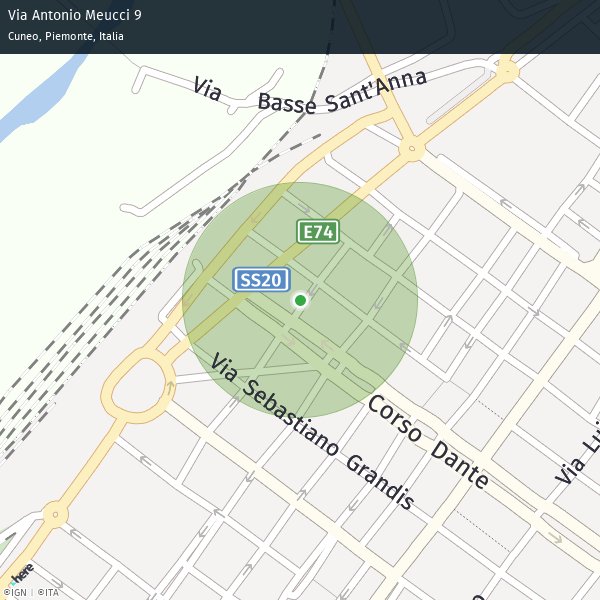 Via Antonio Meucci 9
Cuneo, Piemonte, Italia
Via Basse Sant'Anna
E74
SS20
Via Sebastiano Grandis
Corso Dante
Via
here
©IGN | ©ITA